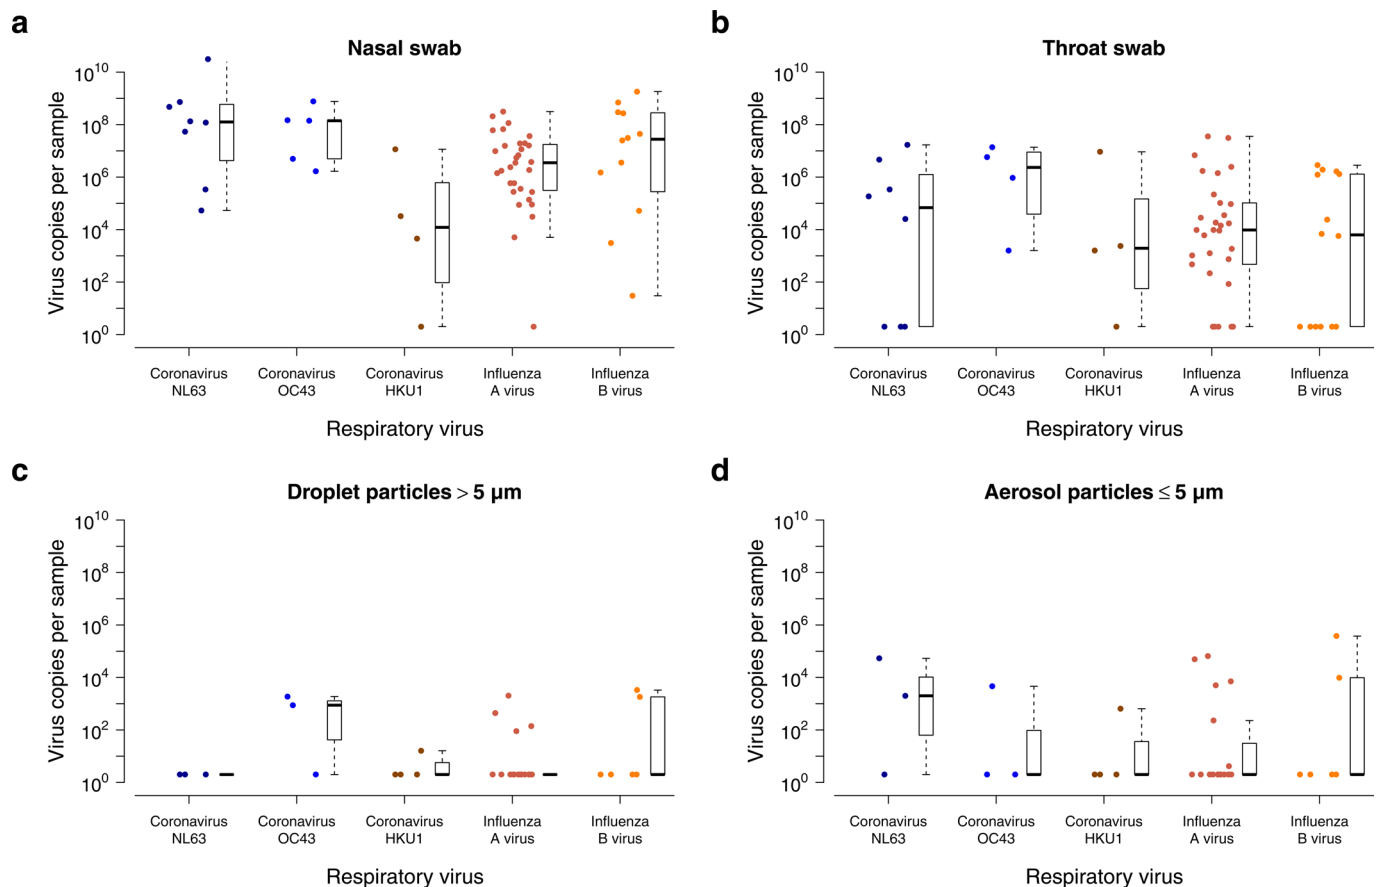 a
Nasal swab
Virus copies per sample
10^10
10^8
10^6
10^4
10^2
10^0
Coronavirus NL63
Coronavirus OC43
Coronavirus HKU1
Influenza A virus
Influenza B virus
Respiratory virus
b
Throat swab
Virus copies per sample
10^10
10^8
10^6
10^4
10^2
10^0
Coronavirus NL63
Coronavirus OC43
Coronavirus HKU1
Influenza A virus
Influenza B virus
Respiratory virus
c
Droplet particles > 5 µm
Virus copies per sample
10^10
10^8
10^6
10^4
10^2
10^0
Coronavirus NL63
Coronavirus OC43
Coronavirus HKU1
Influenza A virus
Influenza B virus
Respiratory virus
d
Aerosol particles ≤ 5 µm
Virus copies per sample
10^10
10^8
10^6
10^4
10^2
10^0
Coronavirus NL63
Coronavirus OC43
Coronavirus HKU1
Influenza A virus
Influenza B virus
Respiratory virus